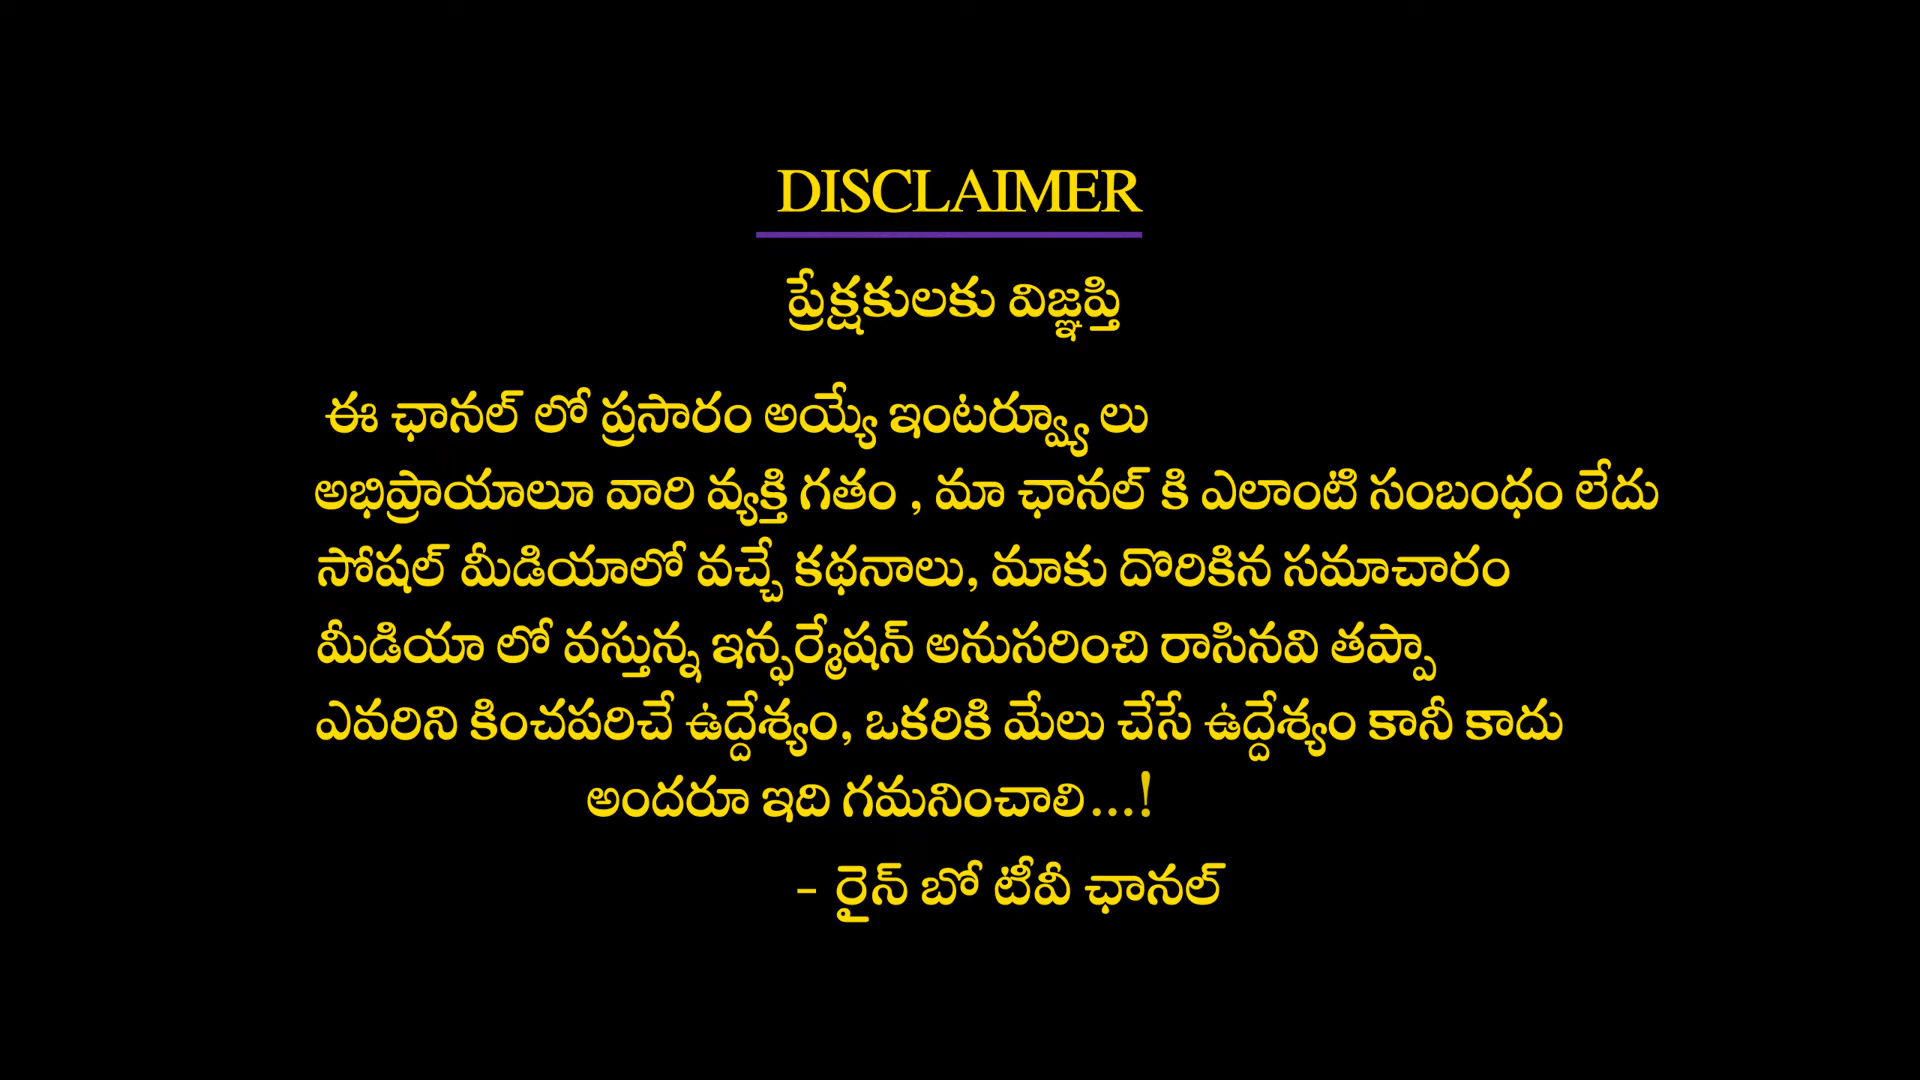 DISCLAIMER
ప్రేక్షకులకు విజ్ఞప్తి
ఈ ఛానల్ లో ప్రసారం అయ్యే ఇంటర్వ్యూ లు
అభిప్రాయాలూ వారి వ్యక్తి గతం , మా ఛానల్ కి ఎలాంటి సంబంధం లేదు
సోషల్ మీడియాలో వచ్చే కథనాలు, మాకు దొరికిన సమాచారం
మీడియా లో వస్తున్న ఇన్ఫర్మేషన్ అనుసరించి రాసినవి తప్పా
ఎవరిని కించపరిచే ఉద్దేశ్యం, ఒకరికి మేలు చేసే ఉద్దేశ్యం కానీ కాదు
అందరూ ఇది గమనించాలి...!
- రైన్ బో టీవీ ఛానల్